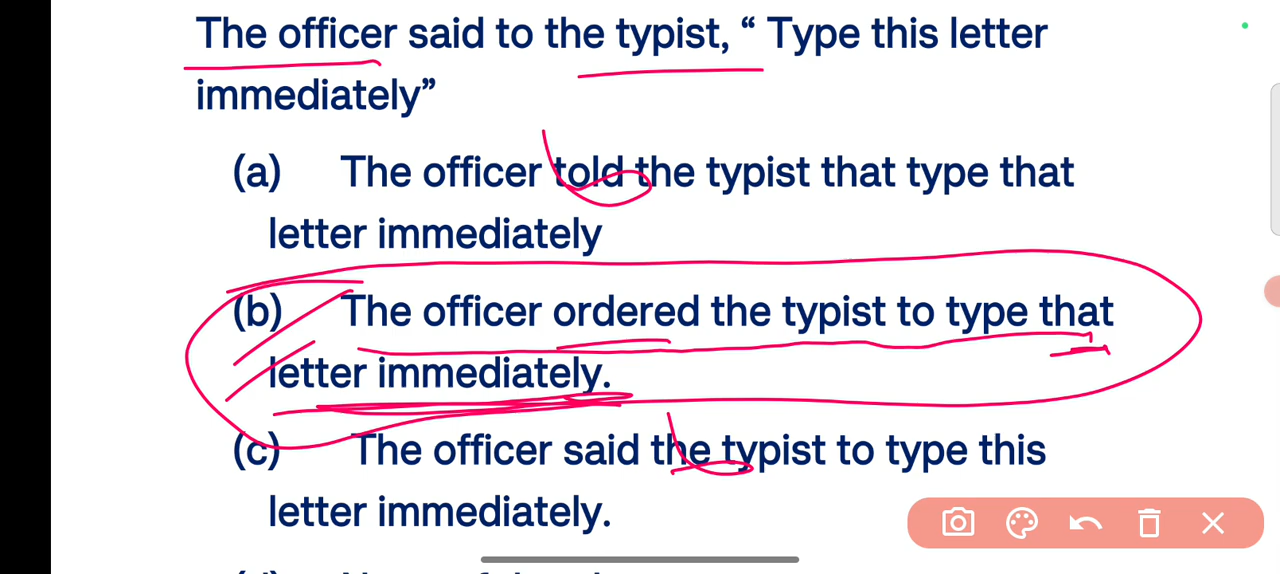 The officer said to the typist, “ Type this letter
immediately”
(a) The officer told the typist that type that
letter immediately
(b) The officer ordered the typist to type that
letter immediately.
(c) The officer said the typist to type this
letter immediately.